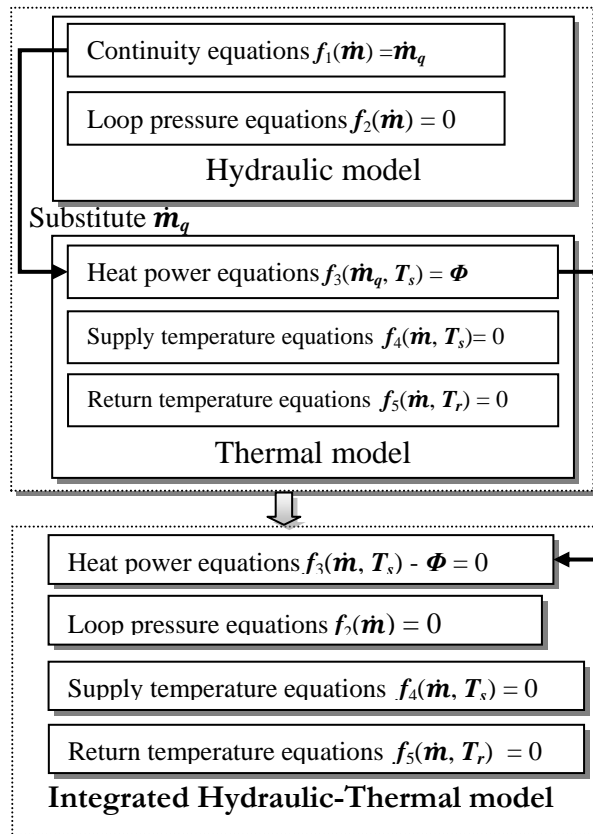 Continuity equations f₁(ṁ) =ṁq
Loop pressure equations f₂(ṁ) = 0
Hydraulic model
Substitute ṁq
Heat power equations f₃(ṁq, Tₛ) = Φ
Supply temperature equations f₄(ṁ, Tₛ)= 0
Return temperature equations f₅(ṁ, Tᵣ) = 0
Thermal model
Heat power equations f₃(ṁ, Tₛ) - Φ = 0
Loop pressure equations f₂(ṁ) = 0
Supply temperature equations f₄(ṁ, Tₛ) = 0
Return temperature equations f₅(ṁ, Tᵣ) = 0
Integrated Hydraulic-Thermal model